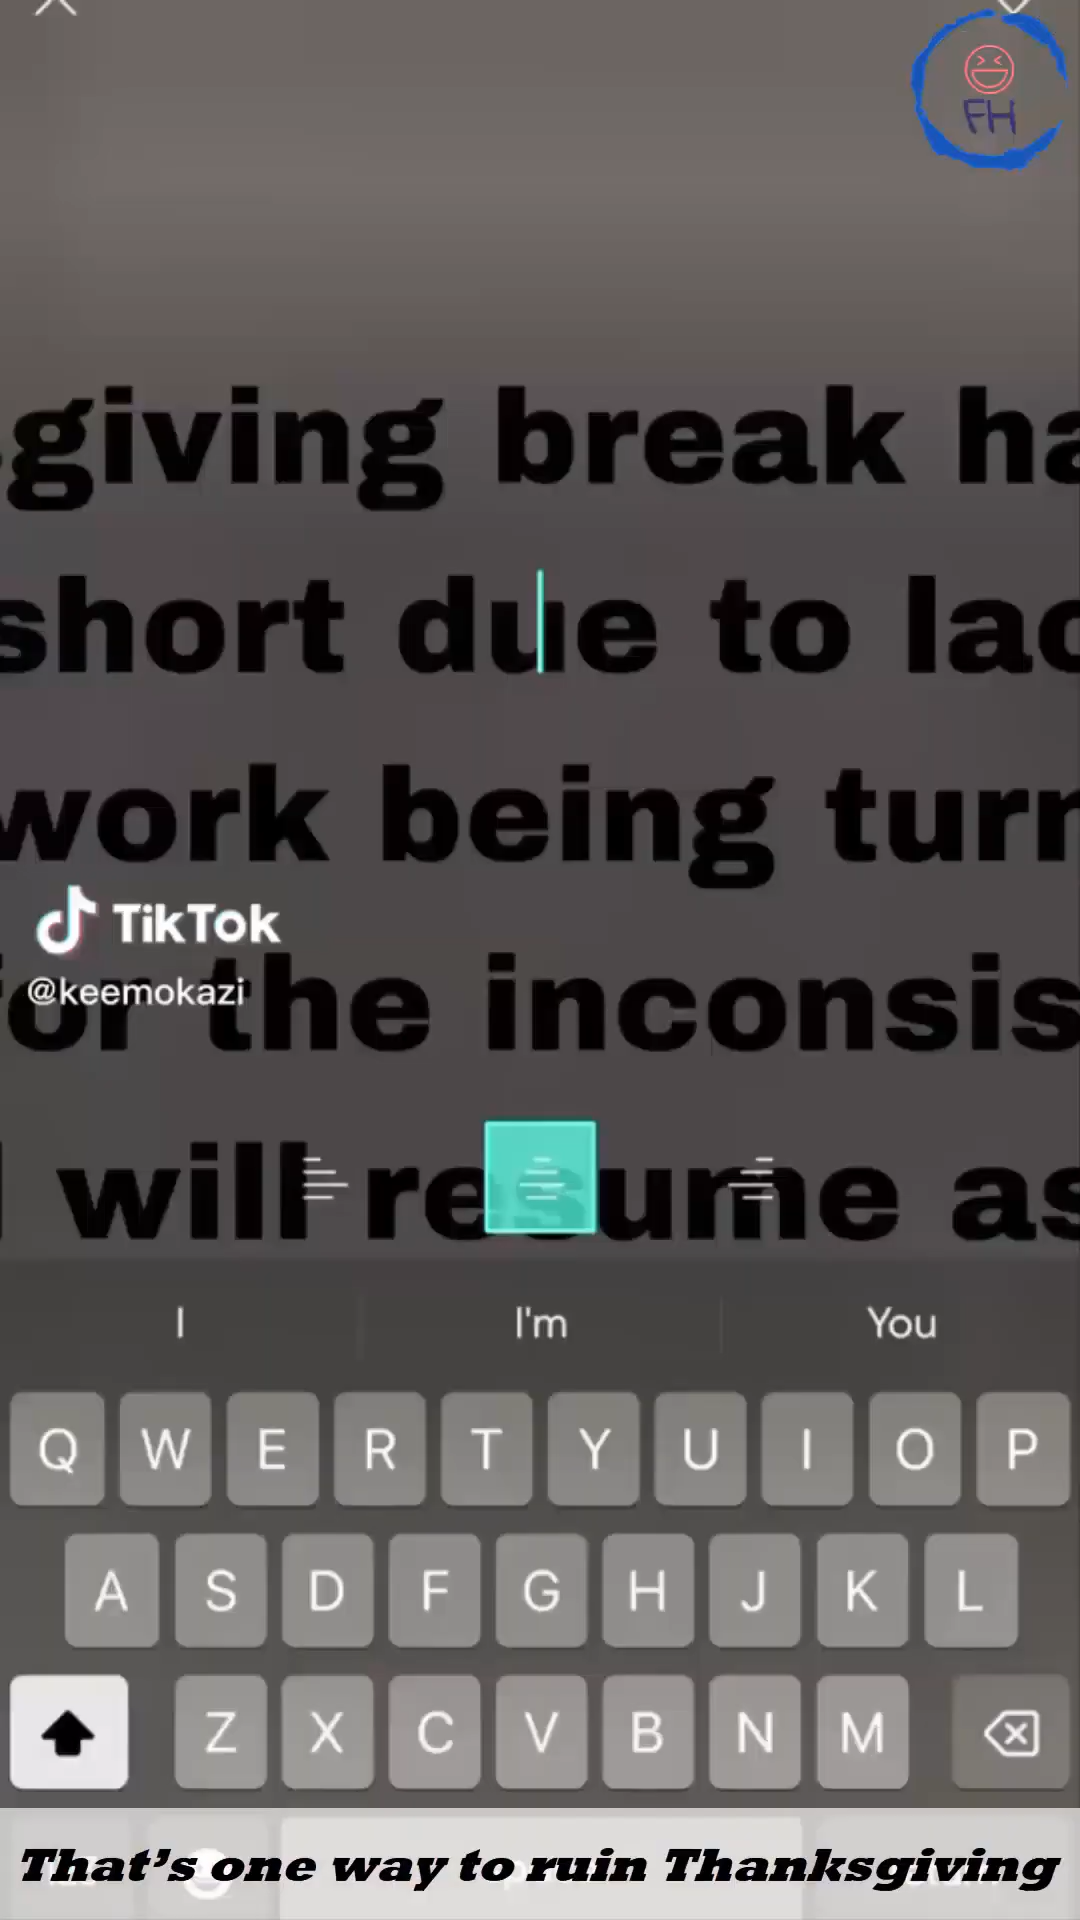 FH
giving break ha
short due to lac
work being turn
TikTok
@keemokazi
for the inconsis
will resume as
I I'm You
Q W E R T Y U I O P
A S D F G H J K L
Z X C V B N M
That's one way to ruin Thanksgiving